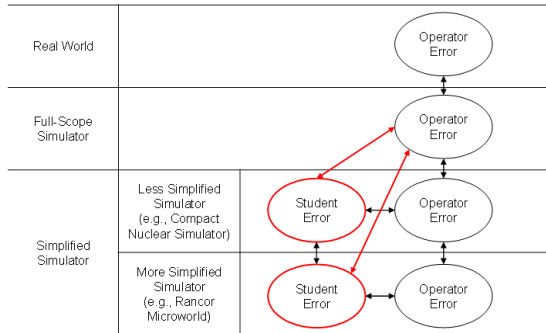 Real World
Operator
Error
Full-Scope
Simulator
Operator
Error
Simplified
Simulator
Less Simplified
Simulator
(e.g., Compact
Nuclear Simulator)
Student
Error
Operator
Error
More Simplified
Simulator
(e.g., Rancor
Microworld)
Student
Error
Operator
Error